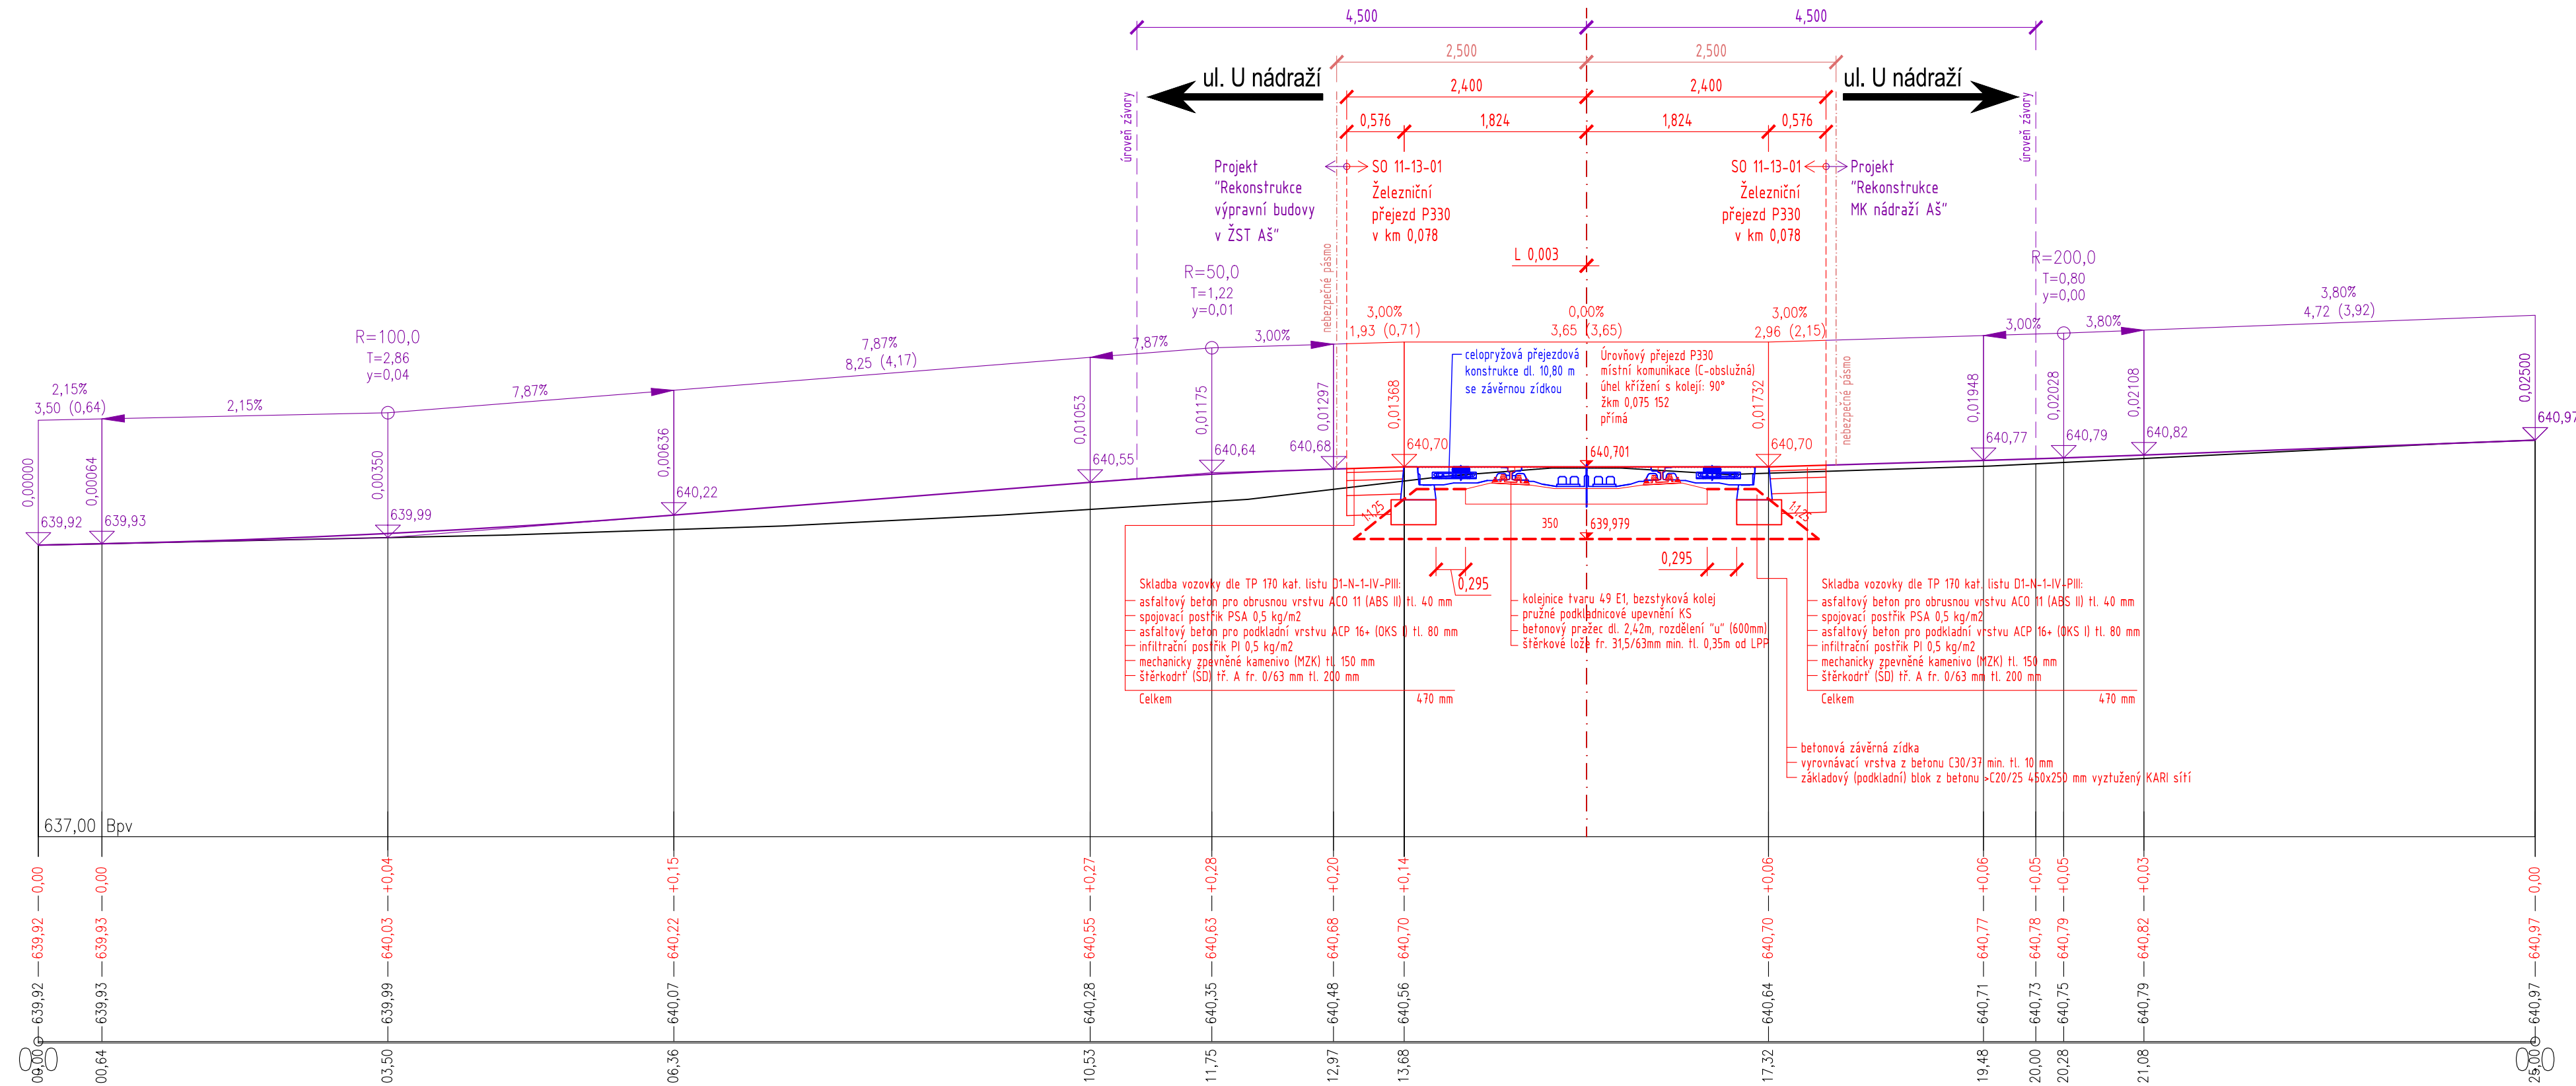 4,500
4,500
2,500
2,500
ul. U nádraží
ul. U nádraží
2,400
2,400
0,576
1,824
1,824
0,576
úroveň závory
úroveň závory
Projekt
"Rekonstrukce
výpravní budovy
v ŽST Aš"
SO 11-13-01
Železniční
přejezd P330
v km 0,078
SO 11-13-01
Železniční
přejezd P330
v km 0,078
Projekt
"Rekonstrukce
MK nádraží Aš"
L 0,003
nebezpečné pásmo
nebezpečné pásmo
R=100,0
T=2,86
y=0,04
R=50,0
T=1,22
y=0,01
R=200,0
T=0,80
y=0,00
2,15%
3,50 (0,64)
2,15%
7,87%
7,87%
8,25 (4,17)
7,87%
3,00%
3,00%
1,93 (0,71)
0,00%
3,65 (3,65)
3,00%
2,96 (2,15)
3,00%
3,80%
3,80%
4,72 (3,92)
celopryžová přejezdová
konstrukce dl. 10,80 m
se závěrnou zídkou
Úrovňový přejezd P330
místní komunikace (C-obslužná)
úhel křížení s kolejí: 90°
žkm 0,075 152
přímá
0,00000
0,00064
0,00350
0,00636
0,01053
0,01175
0,01297
0,01368
0,01732
0,01948
0,02028
0,02108
0,02500
639,92
639,93
639,99
640,22
640,55
640,64
640,68
640,70
640,701
640,70
640,77
640,79
640,82
640,97
1:1,25
1:1,25
350
639,979
0,295
0,295
Skladba vozovky dle TP 170 kat. listu D1-N-1-IV-PIII:
asfaltový beton pro obrusnou vrstvu ACO 11 (ABS II) tl. 40 mm
spojovací postřik PSA 0,5 kg/m2
asfaltový beton pro podkladní vrstvu ACP 16+ (OKS I) tl. 80 mm
infiltrační postřik PI 0,5 kg/m2
mechanicky zpevněné kamenivo (MZK) tl. 150 mm
štěrkodrť (ŠD) tř. A fr. 0/63 mm tl. 200 mm
Celkem 470 mm
kolejnice tvaru 49 E1, bezstyková kolej
pružné podkladnicové upevnění KS
betonový pražec dl. 2,42m, rozdělení "u" (600mm)
štěrkové lože fr. 31,5/63mm min. tl. 0,35m od LPP
Skladba vozovky dle TP 170 kat. listu D1-N-1-IV-PIII:
asfaltový beton pro obrusnou vrstvu ACO 11 (ABS II) tl. 40 mm
spojovací postřik PSA 0,5 kg/m2
asfaltový beton pro podkladní vrstvu ACP 16+ (OKS I) tl. 80 mm
infiltrační postřik PI 0,5 kg/m2
mechanicky zpevněné kamenivo (MZK) tl. 150 mm
štěrkodrť (ŠD) tř. A fr. 0/63 mm tl. 200 mm
Celkem 470 mm
betonová závěrná zídka
vyrovnávací vrstva z betonu C30/37 min. tl. 10 mm
základový (podkladní) blok z betonu >C20/25 450x250 mm vyztužený KARI sítí
637,00 Bpv
0,00
0,00
+0,04
+0,15
+0,27
+0,28
+0,20
+0,14
+0,06
+0,06
+0,05
+0,05
+0,03
0,00
639,92
639,93
640,03
640,22
640,55
640,63
640,68
640,70
640,70
640,77
640,78
640,79
640,82
640,97
639,92
639,93
639,99
640,07
640,28
640,35
640,48
640,56
640,64
640,71
640,73
640,75
640,79
640,97
00,00
00,64
03,50
06,36
10,53
11,75
12,97
13,68
17,32
19,48
20,00
20,28
21,08
25,00